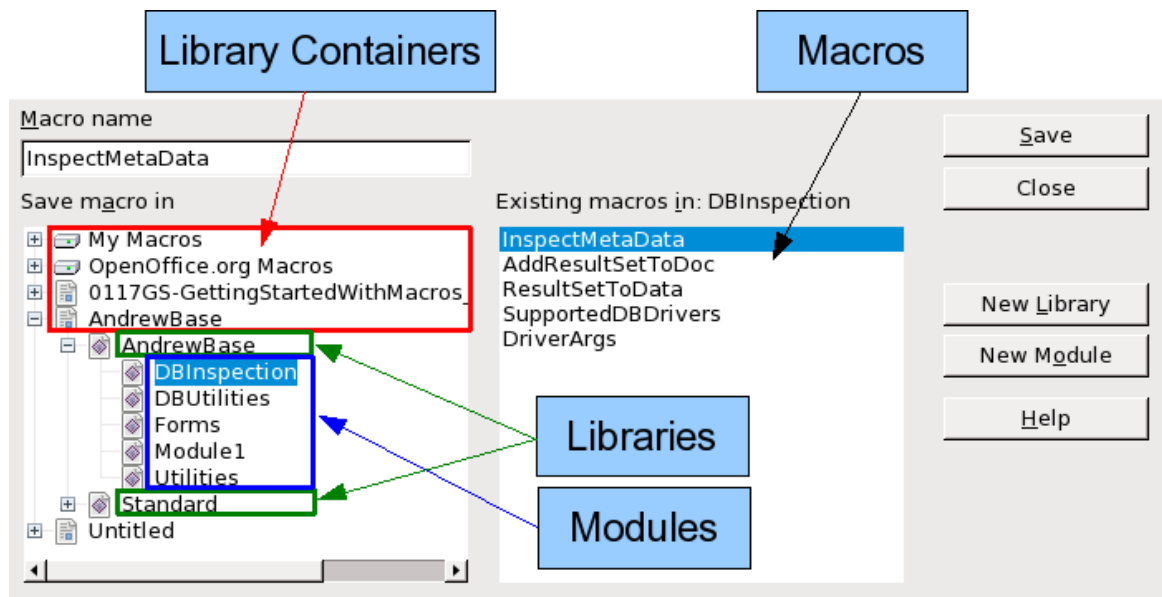 Library Containers
Macros
Macro name
InspectMetaData
Save macro in
My Macros
OpenOffice.org Macros
0117GS-GettingStartedWithMacros_
AndrewBase
AndrewBase
DBInspection
DBUtilities
Forms
Module1
Utilities
Standard
Untitled
Existing macros in: DBInspection
InspectMetaData
AddResultSetToDoc
ResultSetToData
SupportedDBDrivers
DriverArgs
Libraries
Modules
Save
Close
New Library
New Module
Help